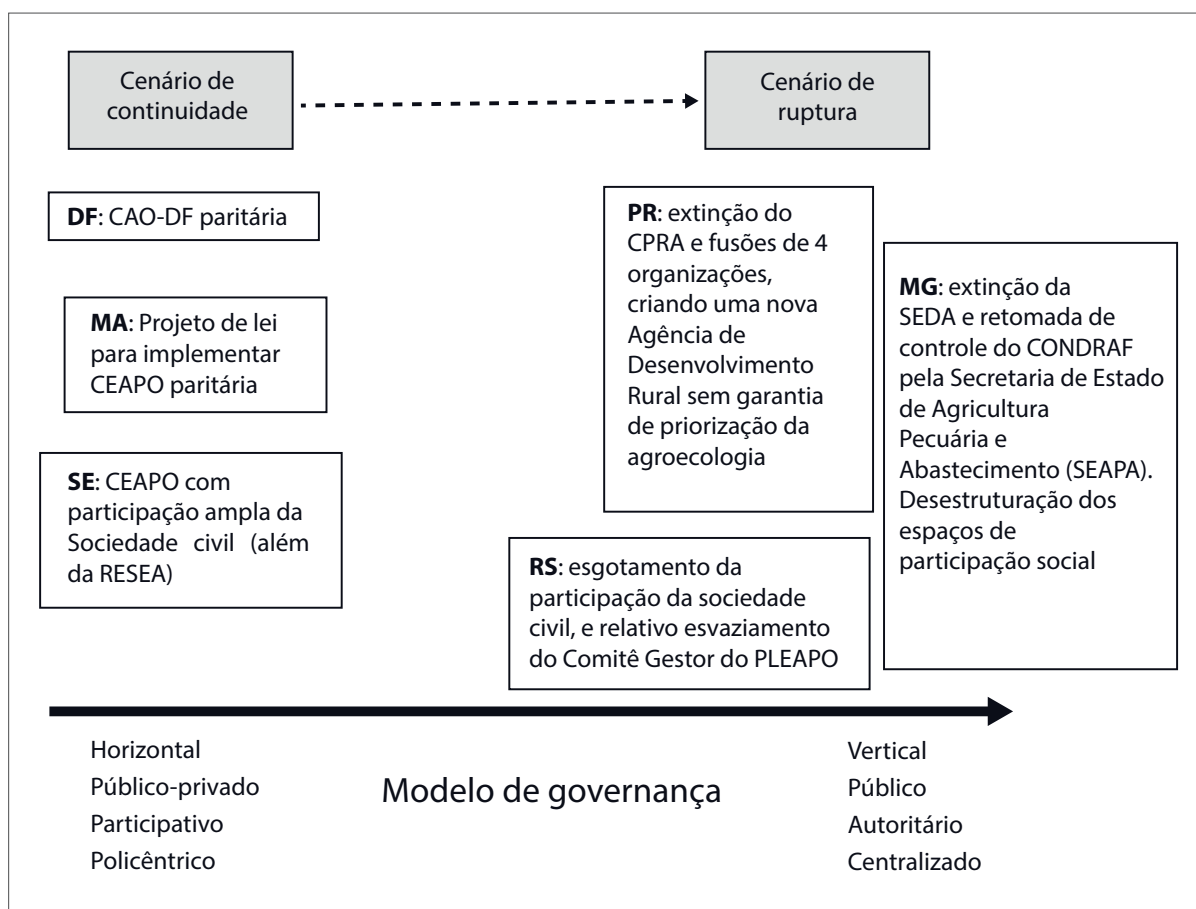 Cenário de
continuidade
Cenário de
ruptura
DF: CAO-DF paritária
MA: Projeto de lei
para implementar
CEAPO paritária
SE: CEAPO com
participação ampla da
Sociedade civil (além
da RESEA)
PR: extinção do
CPRA e fusões de 4
organizações,
criando uma nova
Agência de
Desenvolvimento
Rural sem garantia
de priorização da
agroecologia
MG: extinção da
SEDA e retomada de
controle do CONDRAF
pela Secretaria de Estado
de Agricultura
Pecuária e
Abastecimento (SEAPA).
Desestruturação dos
espaços de
participação social
RS: esgotamento da
participação da sociedade
civil, e relativo esvaziamento
do Comitê Gestor do PLEAPO
Horizontal
Público-privado
Participativo
Policêntrico
Modelo de governança
Vertical
Público
Autoritário
Centralizado